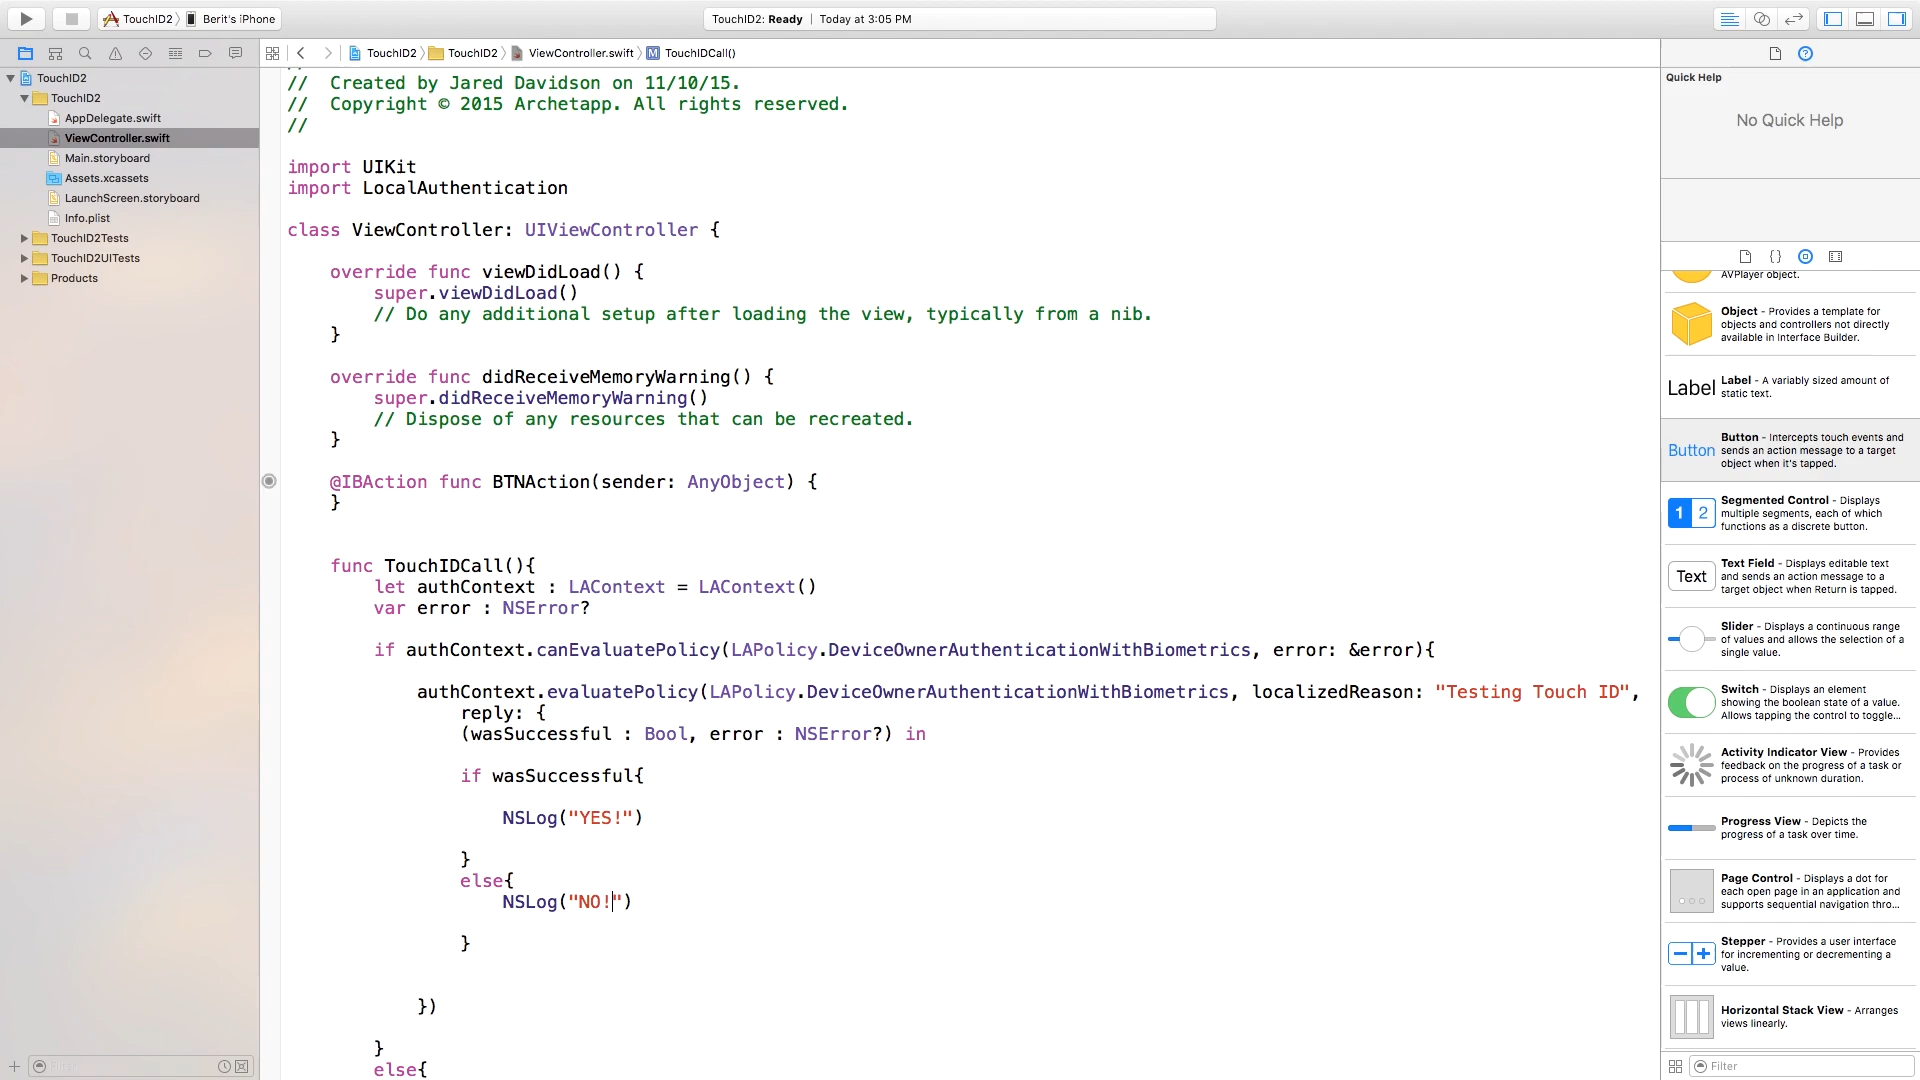 TouchID2 〉 Berit's iPhone
TouchID2: Ready | Today at 3:05 PM
TouchID2 〉 TouchID2 〉 ViewController.swift 〉 M TouchIDCall()
TouchID2
TouchID2
AppDelegate.swift
ViewController.swift
Main.storyboard
Assets.xcassets
LaunchScreen.storyboard
Info.plist
TouchID2Tests
TouchID2UITests
Products
//
// Created by Jared Davidson on 11/10/15.
// Copyright © 2015 Archetapp. All rights reserved.
//
import UIKit
import LocalAuthentication
class ViewController: UIViewController {
override func viewDidLoad() {
super.viewDidLoad()
// Do any additional setup after loading the view, typically from a nib.
}
override func didReceiveMemoryWarning() {
super.didReceiveMemoryWarning()
// Dispose of any resources that can be recreated.
}
@IBAction func BTNAction(sender: AnyObject) {
}
func TouchIDCall(){
let authContext : LAContext = LAContext()
var error : NSError?
if authContext.canEvaluatePolicy(LAPolicy.DeviceOwnerAuthenticationWithBiometrics, error: &error){
authContext.evaluatePolicy(LAPolicy.DeviceOwnerAuthenticationWithBiometrics, localizedReason: "Testing Touch ID",
reply: {
(wasSuccessful : Bool, error : NSError?) in
if wasSuccessful{
NSLog("YES!")
}
else{
NSLog("NO!")
}
})
}
else{
Quick Help
No Quick Help
{}
AVPlayer object.
Object - Provides a template for
objects and controllers not directly
available in Interface Builder.
Label
Label - A variably sized amount of
static text.
Button
Button - Intercepts touch events and
sends an action message to a target
object when it's tapped.
1 2
Segmented Control - Displays
multiple segments, each of which
functions as a discrete button.
Text
Text Field - Displays editable text
and sends an action message to a
target object when Return is tapped.
Slider - Displays a continuous range
of values and allows the selection of a
single value.
Switch - Displays an element
showing the boolean state of a value.
Allows tapping the control to toggle...
Activity Indicator View - Provides
feedback on the progress of a task or
process of unknown duration.
Progress View - Depicts the
progress of a task over time.
Page Control - Displays a dot for
each open page in an application and
supports sequential navigation thro...
Stepper - Provides a user interface
for incrementing or decrementing a
value.
Horizontal Stack View - Arranges
views linearly.
Filter